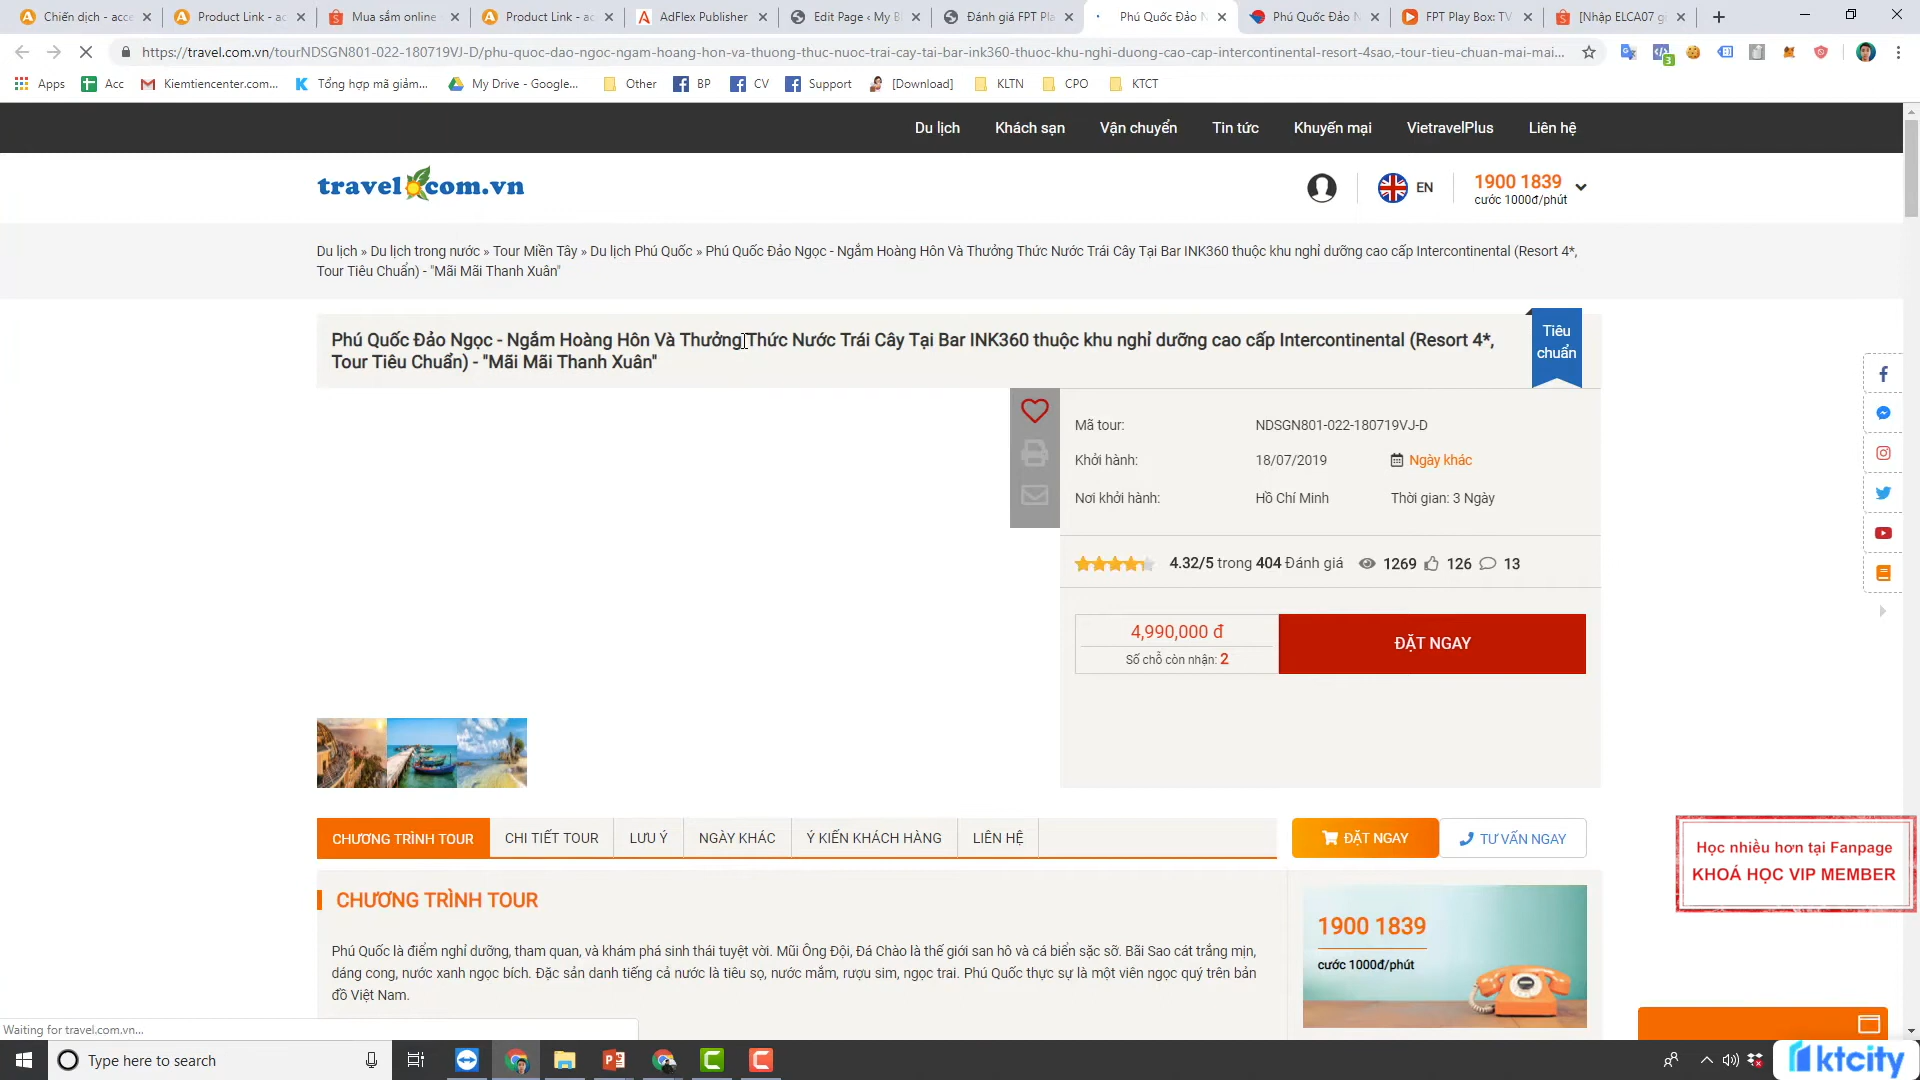 Chiến dịch - acce
Product Link - ac
Mua sắm online
Product Link - ac
AdFlex Publisher
Edit Page ‹ My B
Đánh giá FPT Pla
Phú Quốc Đảo N
Phú Quốc Đảo N
FPT Play Box: TV
[Nhập ELCA07 g
https://travel.com.vn/tourNDSGN801-022-180719VJ-D/phu-quoc-dao-ngoc-ngam-hoang-hon-va-thuong-thuc-nuoc-trai-cay-tai-bar-ink360-thuoc-khu-nghi-duong-cao-cap-intercontinental-resort-4sao,-tour-tieu-chuan-mai-mai...
3
Apps
Acc
Kiemtiencenter.com...
Tổng hợp mã giảm...
My Drive - Google...
Other
BP
CV
Support
[Download]
KLTN
CPO
KTCT
Du lịch
Khách sạn
Vận chuyển
Tin tức
Khuyến mại
VietravelPlus
Liên hệ
travel.com.vn
EN
1900 1839
cước 1000đ/phút
Du lịch » Du lịch trong nước » Tour Miền Tây » Du lịch Phú Quốc » Phú Quốc Đảo Ngọc - Ngắm Hoàng Hôn Và Thưởng Thức Nước Trái Cây Tại Bar INK360 thuộc khu nghỉ dưỡng cao cấp Intercontinental (Resort 4*,
Tour Tiêu Chuẩn) - "Mãi Mãi Thanh Xuân"
Phú Quốc Đảo Ngọc - Ngắm Hoàng Hôn Và Thưởng Thức Nước Trái Cây Tại Bar INK360 thuộc khu nghỉ dưỡng cao cấp Intercontinental (Resort 4*,
Tour Tiêu Chuẩn) - "Mãi Mãi Thanh Xuân"
Tiêu
chuẩn
Mã tour:
NDSGN801-022-180719VJ-D
Khởi hành:
18/07/2019
Ngày khác
Nơi khởi hành:
Hồ Chí Minh
Thời gian: 3 Ngày
4.32/5 trong 404 Đánh giá
1269
126
13
4,990,000 đ
Số chỗ còn nhận: 2
ĐẶT NGAY
CHƯƠNG TRÌNH TOUR
CHI TIẾT TOUR
LƯU Ý
NGÀY KHÁC
Ý KIẾN KHÁCH HÀNG
LIÊN HỆ
ĐẶT NGAY
TƯ VẤN NGAY
Học nhiều hơn tại Fanpage
KHOÁ HỌC VIP MEMBER
CHƯƠNG TRÌNH TOUR
Phú Quốc là điểm nghỉ dưỡng, tham quan, và khám phá sinh thái tuyệt vời. Mũi Ông Đội, Đá Chào là thế giới san hô và cá biển sặc sỡ. Bãi Sao cát trắng mịn,
dáng cong, nước xanh ngọc bích. Đặc sản danh tiếng cả nước là tiêu sọ, nước mắm, rượu sim, ngọc trai. Phú Quốc thực sự là một viên ngọc quý trên bản
đồ Việt Nam.
1900 1839
cước 1000đ/phút
Waiting for travel.com.vn...
Type here to search
ktcity